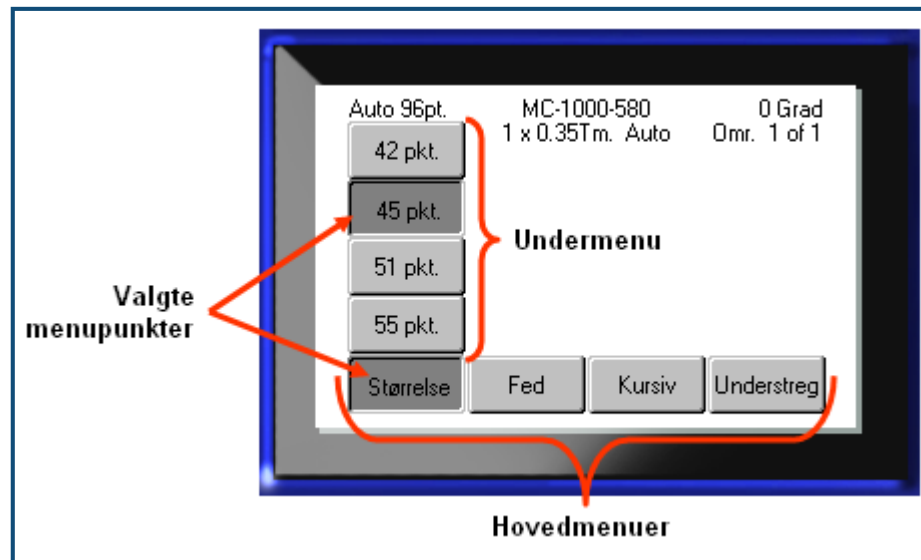 Auto 96pt. MC-1000-580 0 Grad
1 x 0.35Tm. Auto Omr. 1 of 1
42 pkt.
45 pkt.
Undermenu
51 pkt.
Valgte
menupunkter
55 pkt.
Størrelse Fed Kursiv Understreg
Hovedmenuer